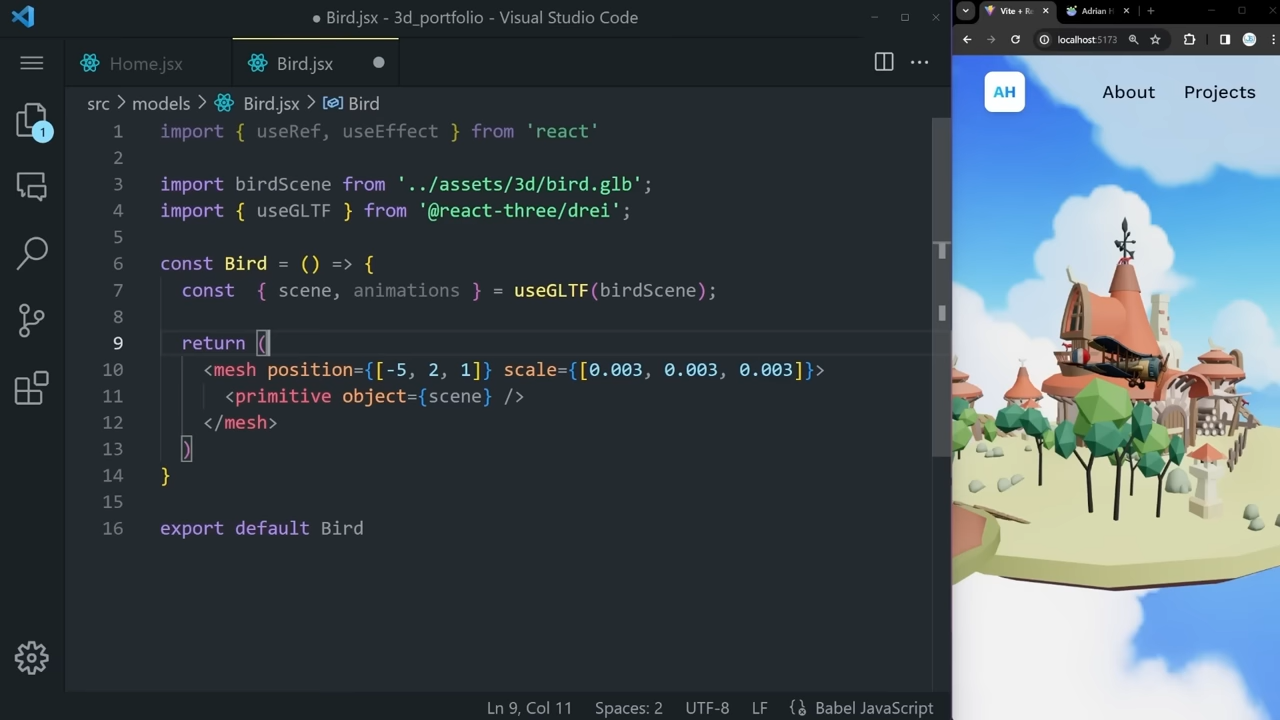 ● Bird.jsx - 3d_portfolio - Visual Studio Code
Home.jsx
Bird.jsx
src > models > Bird.jsx > Bird
1 import { useRef, useEffect } from 'react'
2
3 import birdScene from '../assets/3d/bird.glb';
4 import { useGLTF } from '@react-three/drei';
5
6 const Bird = () => {
7 const  { scene, animations } = useGLTF(birdScene);
8
9 return (
10 <mesh position={[-5, 2, 1]} scale={[0.003, 0.003, 0.003]}>
11 <primitive object={scene} />
12 </mesh>
13 )
14 }
15
16 export default Bird
1
Ln 9, Col 11
Spaces: 2
UTF-8
LF
Babel JavaScript
Vite + Re
Adrian H
localhost:5173
AH
About
Projects